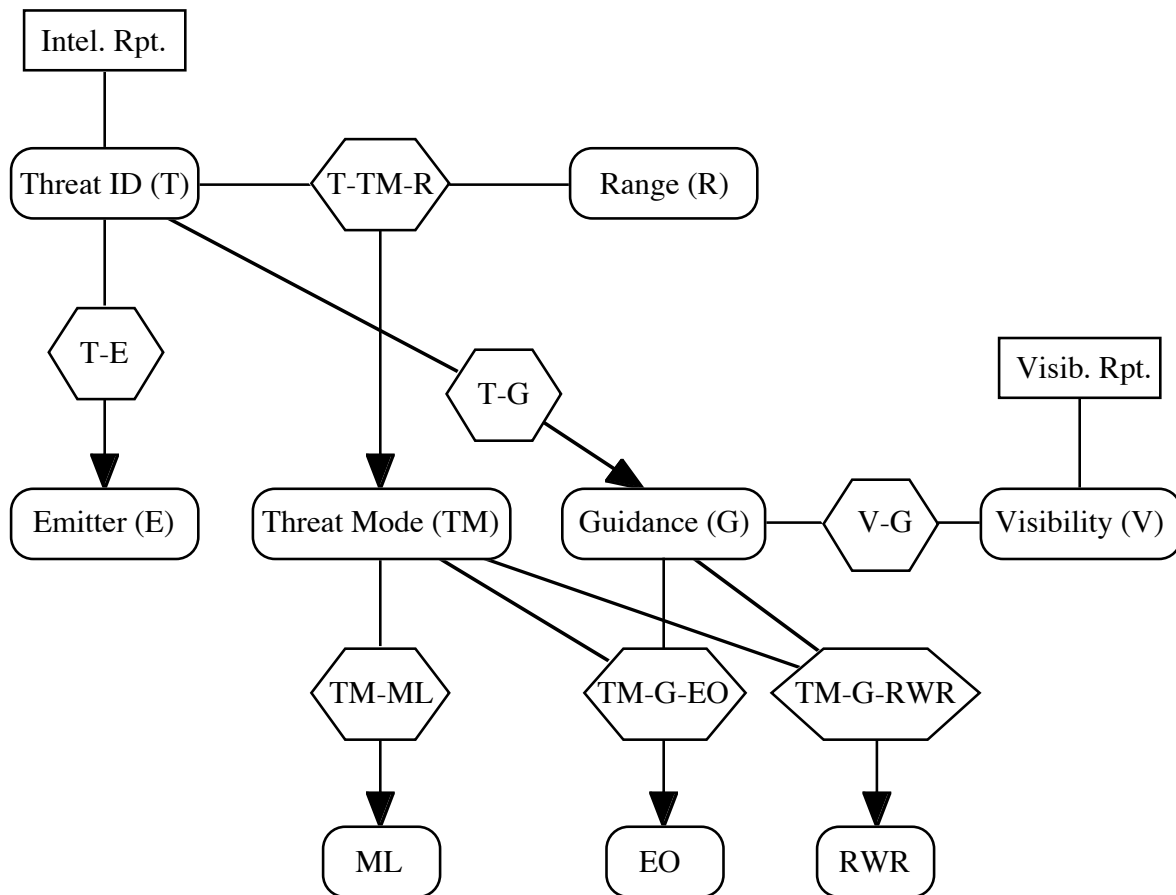 Intel. Rpt.
Threat ID (T)
T-TM-R
Range (R)
T-E
T-G
Visib. Rpt.
Emitter (E)
Threat Mode (TM)
Guidance (G)
V-G
Visibility (V)
TM-ML
TM-G-EO
TM-G-RWR
ML
EO
RWR